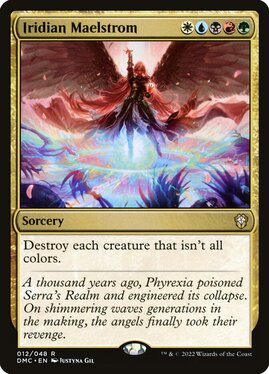 Iridian Maelstrom
Sorcery
Destroy each creature that isn't all
colors.
A thousand years ago, Phyrexia poisoned
Serra's Realm and engineered its collapse.
On shimmering waves generations in
the making, the angels finally took their
revenge.
012/048 R
DMC • EN Justyna Gil
™ & © 2022 Wizards of the Coast